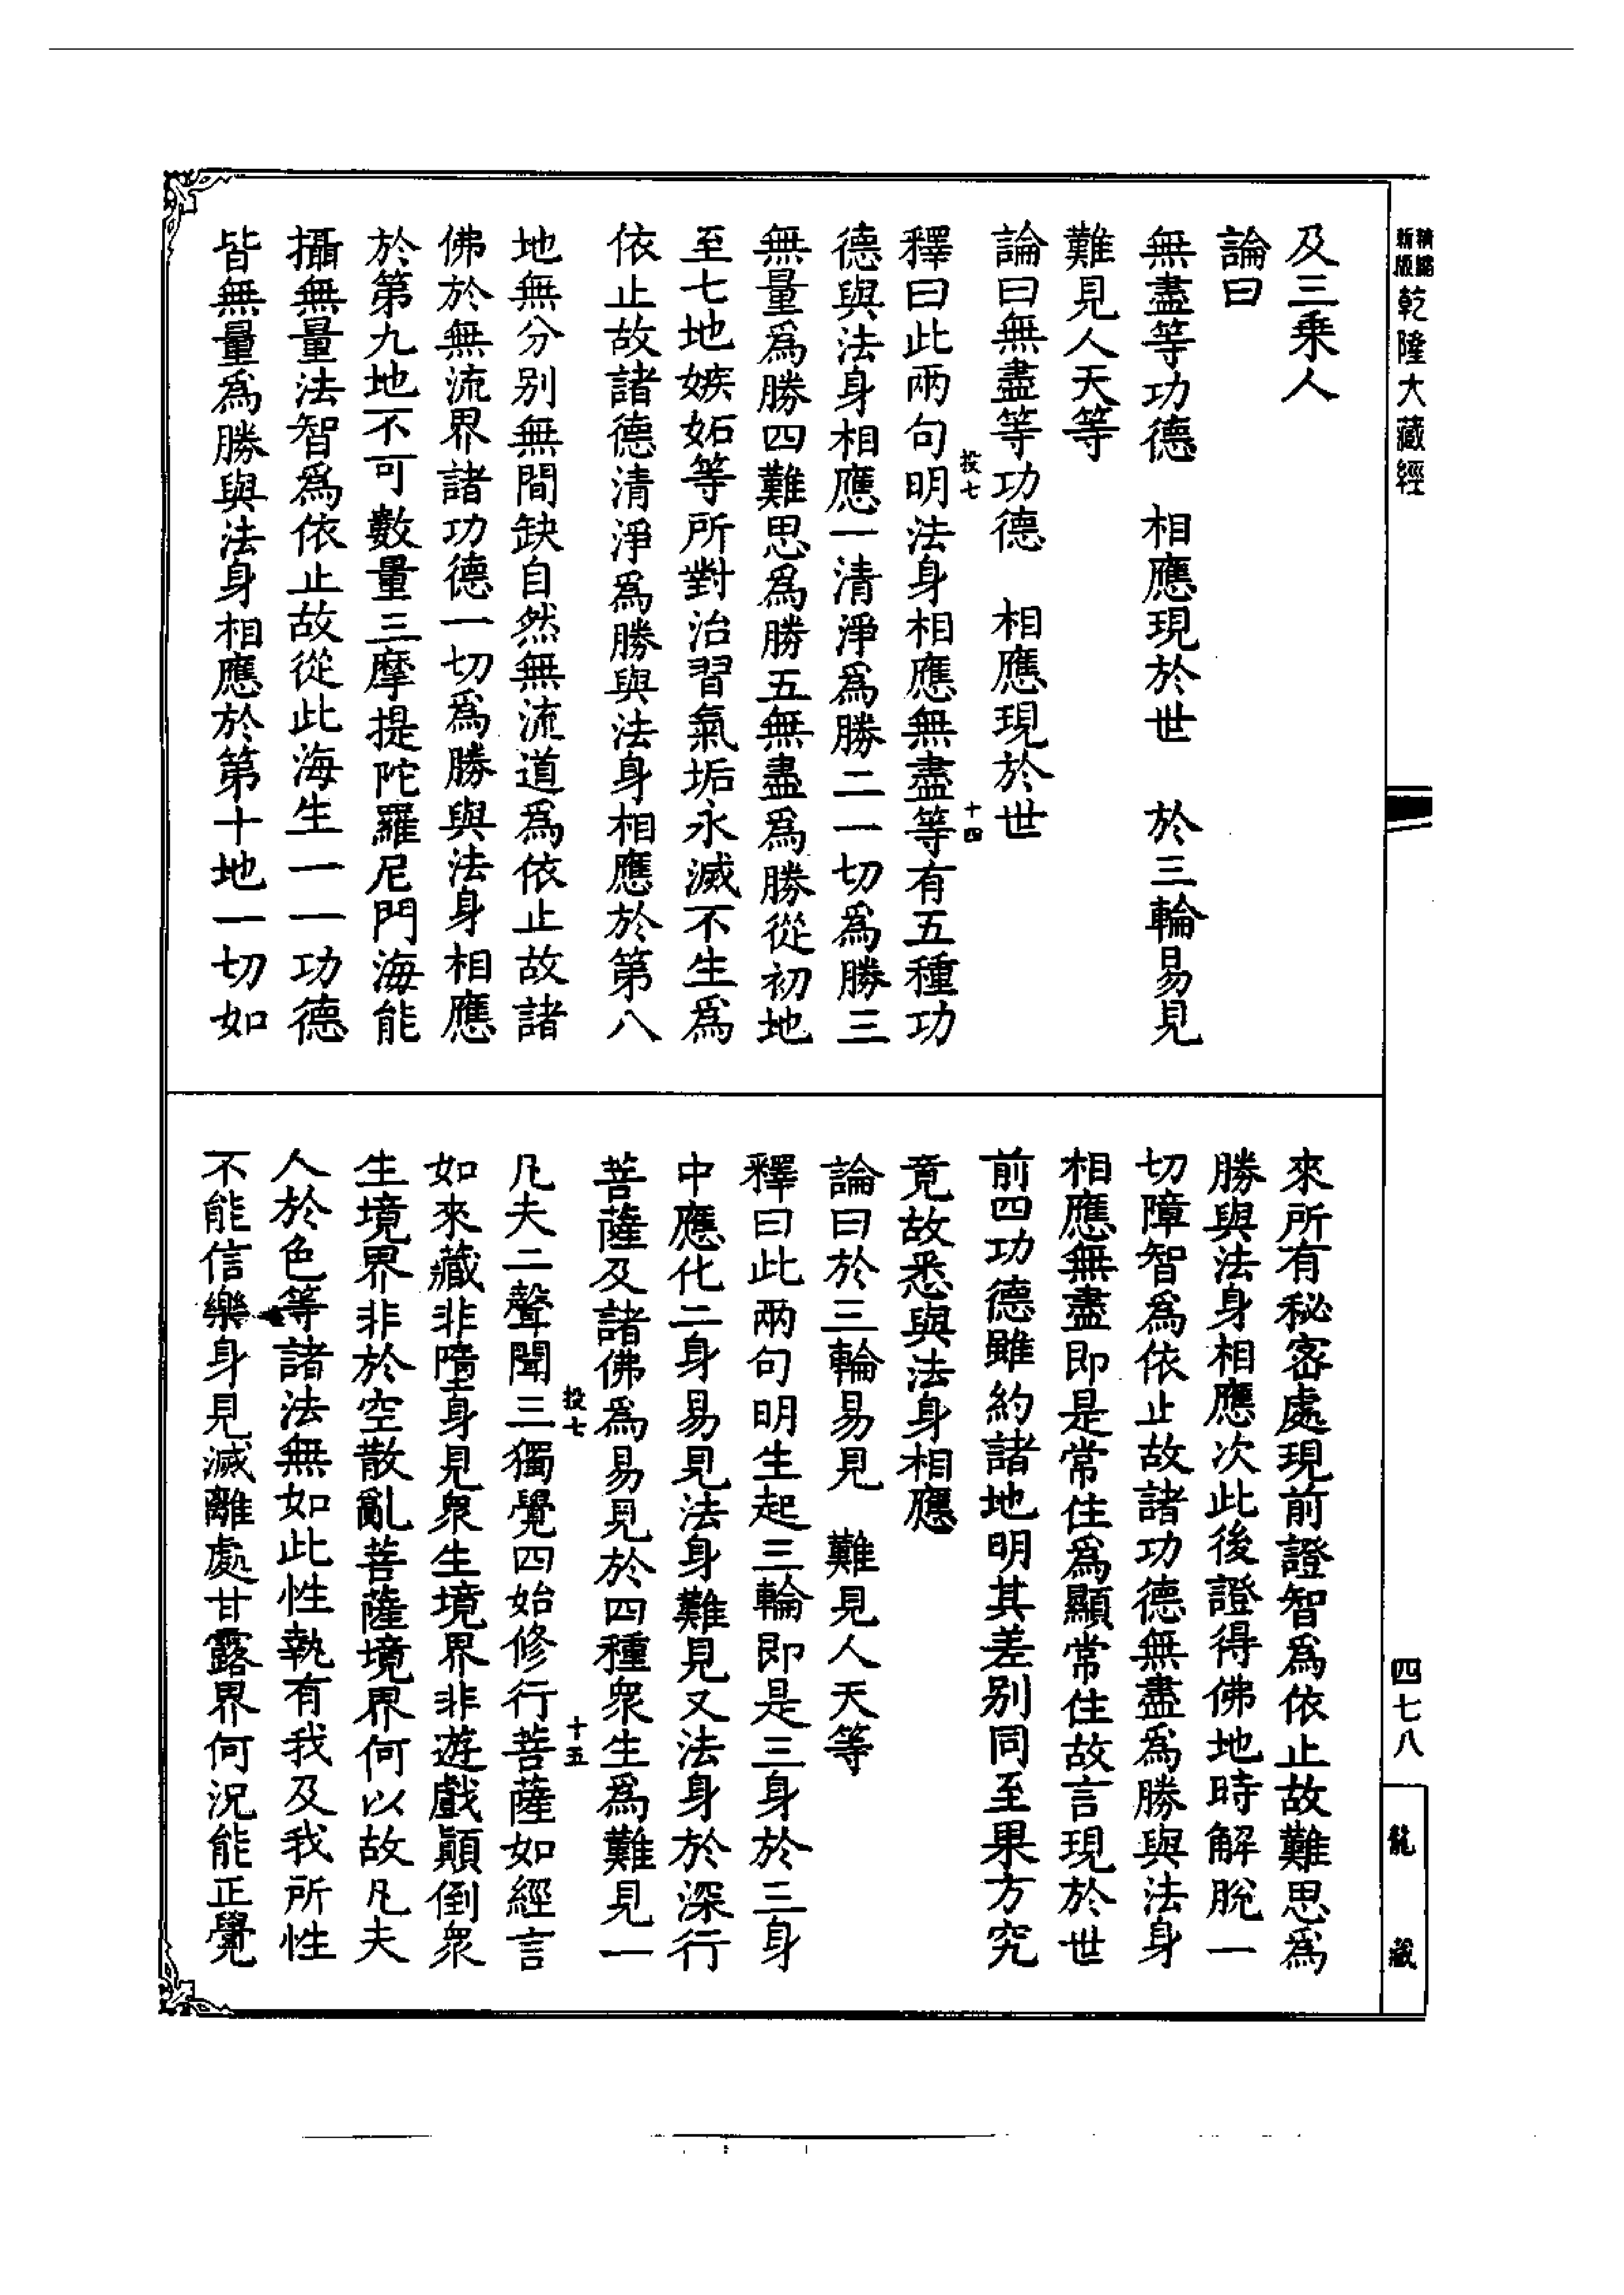 精縮
新版
乾隆大藏經
及三乘人
論曰
無盡等功德　相應現於世　於三輪易見
難見人天等
論曰無盡等功德　相應現於世
投七
十四
釋曰此兩句明法身相應無盡等有五種功
德與法身相應一清淨爲勝二一切爲勝三
無量爲勝四難思爲勝五無盡爲勝從初地
至七地嫉妬等所對治習氣垢永滅不生爲
依止故諸德清淨爲勝與法身相應於第八
地無分别無間缺自然無流道爲依止故諸
佛於無流界諸功德一切爲勝與法身相應
於第九地不可數量三摩提陀羅尼門海能
攝無量法智爲依止故從此海生一一功德
皆無量爲勝與法身相應於第十地一切如
來所有秘密處現前證智爲依止故難思爲
勝與法身相應次此後證得佛地時解脫一
切障智爲依止故諸功德無盡爲勝與法身
相應無盡即是常住爲顯常住故言現於世
前四功德雖約諸地明其差别同至果方究
竟故悉與法身相應
論曰於三輪易見　難見人天等
釋曰此兩句明生起三輪即是三身於三身
中應化二身易見法身難見又法身於深行
菩薩及諸佛爲易見於四種衆生爲難見一
投七
十五
凡夫二聲聞三獨覺四始修行菩薩如經言
如來藏非墮身見衆生境界非遊戲顛倒衆
生境界非於空散亂菩薩境界何以故凡夫
人於色等諸法無如此性執有我及我所性
不能信樂身見滅離處甘露界何況能正覺
四七八
龍藏